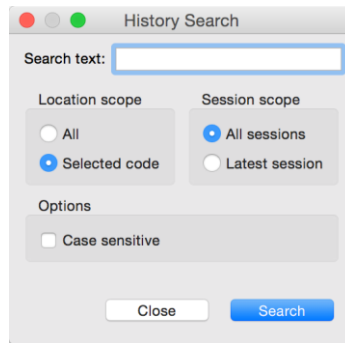 History Search
Search text:
Location scope
Session scope
All
All sessions
Selected code
Latest session
Options
Case sensitive
Close
Search